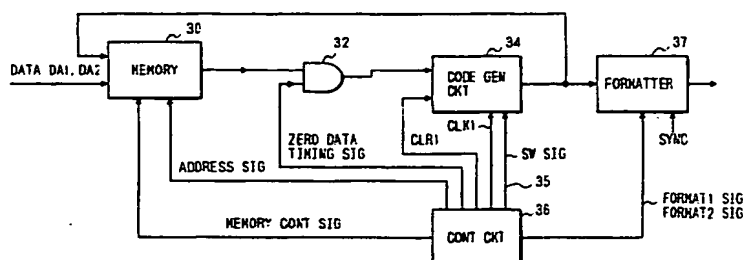 30
32
34
37
DATA DA1, DA2
MEMORY
CODE GEN
CKT
FORMATTER
ZERO DATA
TIMING SIG
CLR1
CLK1
SW SIG
SYNC
ADDRESS SIG
35
36
MEMORY CONT SIG
CONT CKT
FORMAT1 SIG
FORMAT2 SIG